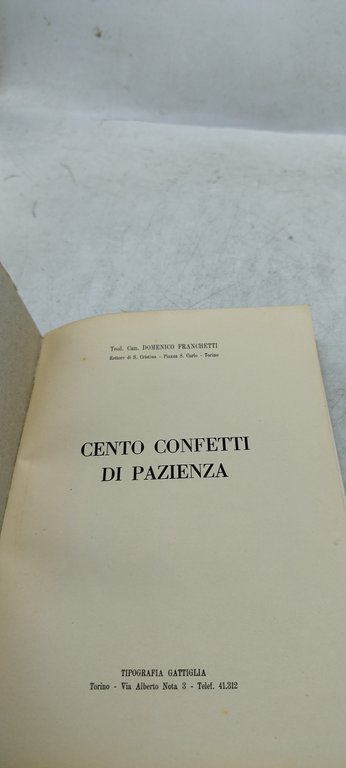 Teol. Can. DOMENICO FRANCHETTI
Rettore di S. Cristina - Piazza S. Carlo - Torino
CENTO CONFETTI
DI PAZIENZA
TIPOGRAFIA GATTIGLIA
Torino - Via Alberto Nota 3 - Telef. 41.312